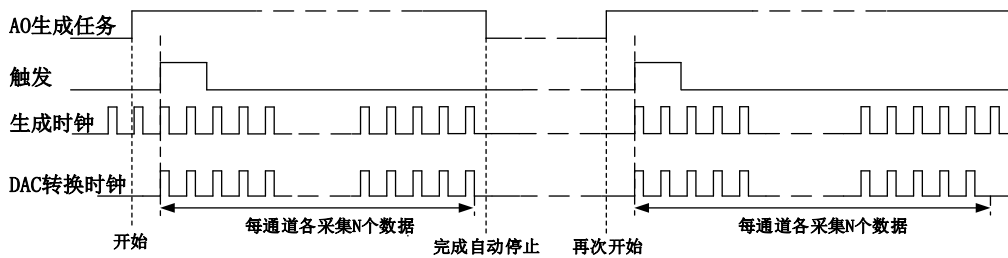 AO生成任务
触发
生成时钟
DAC转换时钟
每通道各采集N个数据
每通道各采集N个数据
开始
完成自动停止
再次开始